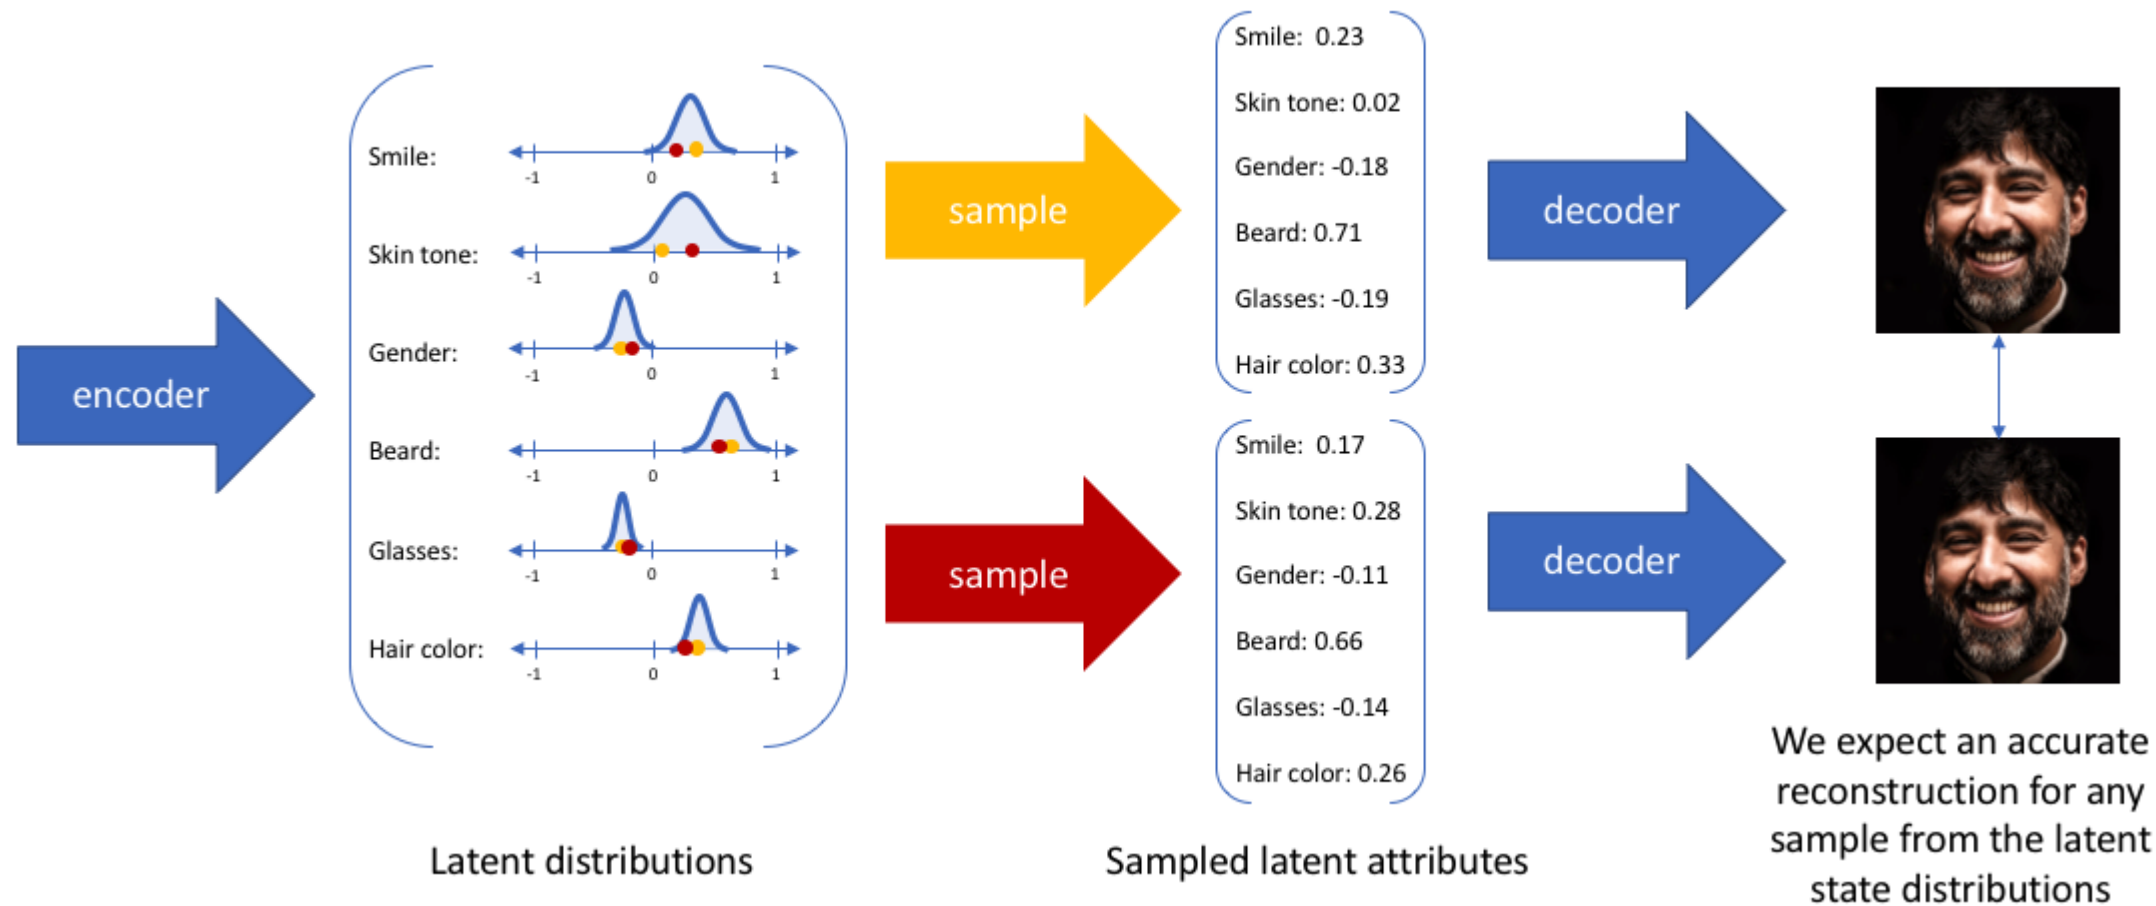 encoder
Smile:
-1 0 1
Skin tone:
-1 0 1
Gender:
-1 0 1
Beard:
-1 0 1
Glasses:
-1 0 1
Hair color:
-1 0 1
Latent distributions
sample
sample
Smile: 0.23
Skin tone: 0.02
Gender: -0.18
Beard: 0.71
Glasses: -0.19
Hair color: 0.33
Smile: 0.17
Skin tone: 0.28
Gender: -0.11
Beard: 0.66
Glasses: -0.14
Hair color: 0.26
Sampled latent attributes
decoder
decoder
We expect an accurate
reconstruction for any
sample from the latent
state distributions